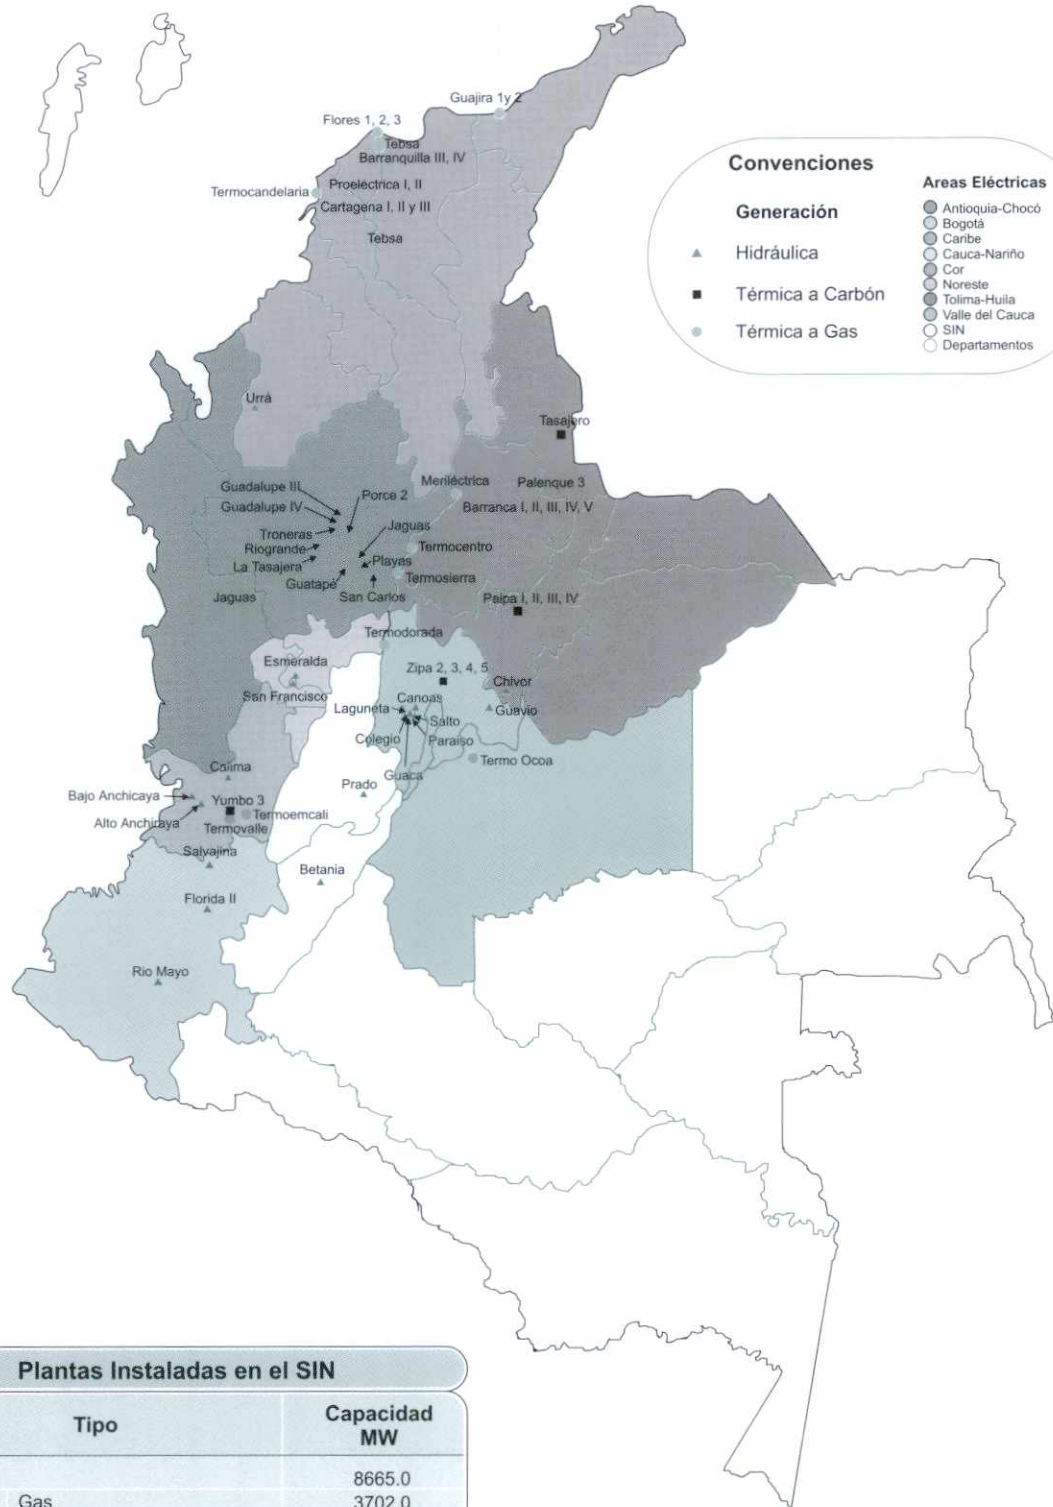 Guajira 1y 2
Flores 1, 2, 3
Tebsa
Barranquilla III, IV
Termocandelaria
Proeléctrica I, II
Cartagena I, II y III
Tebsa
Convenciones
Generación
Hidráulica
Térmica a Carbón
Térmica a Gas
Areas Eléctricas
Antioquia-Chocó
Bogotá
Caribe
Cauca-Nariño
Cor
Noreste
Tolima-Huila
Valle del Cauca
SIN
Departamentos
Urrá
Tasajero
Meriléctrica
Palenque 3
Guadalupe III
Porce 2
Guadalupe IV
Barranca I, II, III, IV, V
Troneras
Jaguas
Riogrande
Termocentro
La Tasajera
Playas
Guatapé
Termosierra
Jaguas
San Carlos
Paipa I, II, III, IV
Termodorada
Esmeralda
Zipa 2, 3, 4, 5
Chivor
San Francisco
Canoas
Laguneta
Guavio
Salto
Colegio
Paraiso
Termo Ocoa
Guaca
Calima
Prado
Bajo Anchicaya
Yumbo 3
Termoemcali
Alto Anchicaya
Termovalle
Salvajina
Betania
Florida II
Rio Mayo
Plantas Instaladas en el SIN
Tipo
Capacidad
MW
8665.0
Gas
3702.0